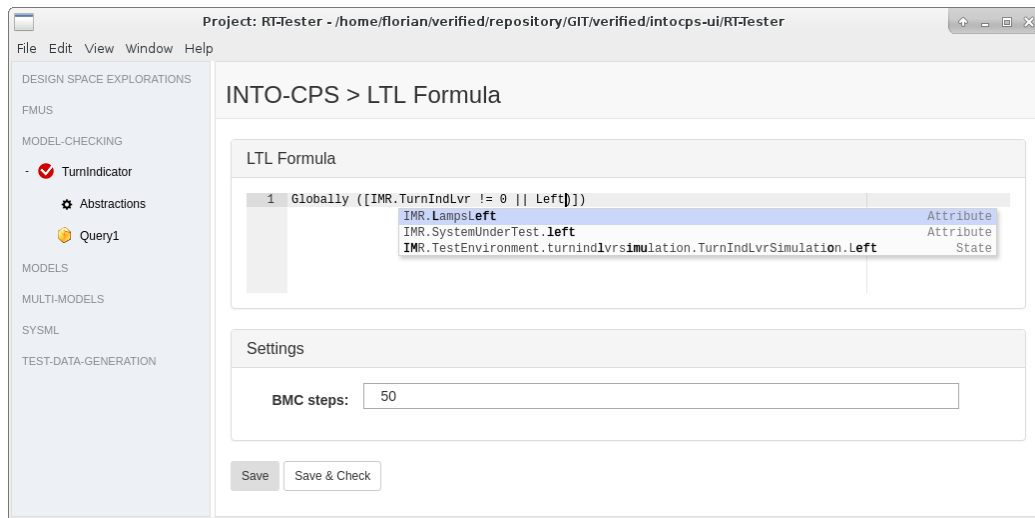 Project: RT-Tester - /home/florian/verified/repository/GIT/verified/intocps-ui/RT-Tester
File Edit View Window Help
DESIGN SPACE EXPLORATIONS
FMUS
MODEL-CHECKING
- TurnIndicator
Abstractions
Query1
MODELS
MULTI-MODELS
SYSML
TEST-DATA-GENERATION
INTO-CPS > LTL Formula
LTL Formula
1 Globally ([IMR.TurnIndLvr != 0 || Left)])
IMR.LampsLeft Attribute
IMR.SystemUnderTest.left Attribute
IMR.TestEnvironment.turnindlvrsimulation.TurnIndLvrSimulation.Left State
Settings
BMC steps: 50
Save Save & Check